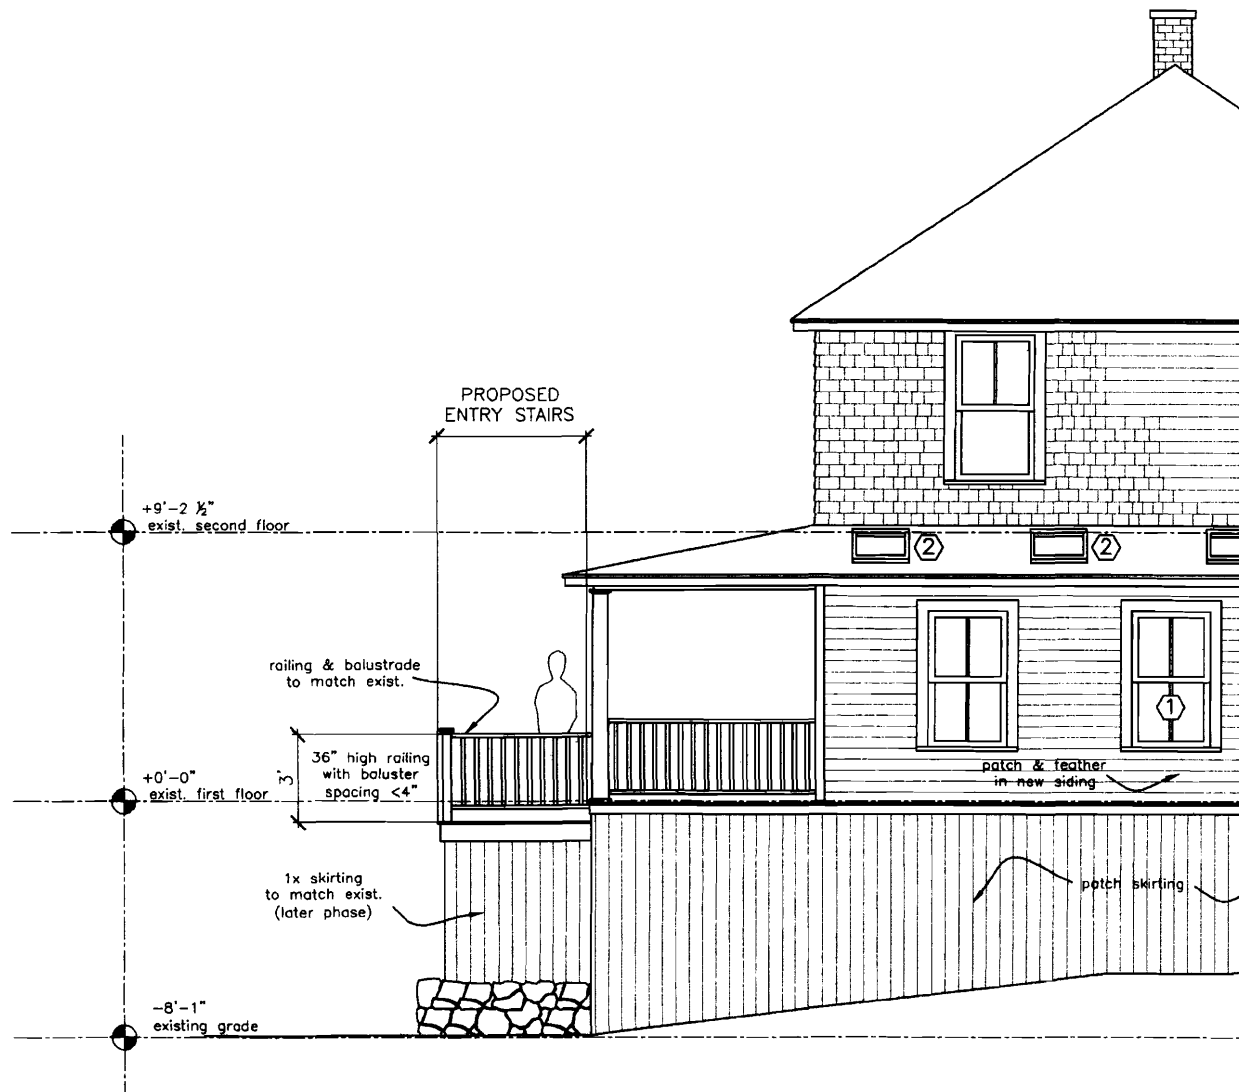 PROPOSED
ENTRY STAIRS
+9'-2 ½"
exist. second floor
2
2
railing & balustrade
to match exist.
1
36" high railing
with baluster
spacing <4"
3'
patch & feather
in new siding
+0'-0"
exist. first floor
1x skirting
to match exist.
(later phase)
patch skirting
-8'-1"
existing grade